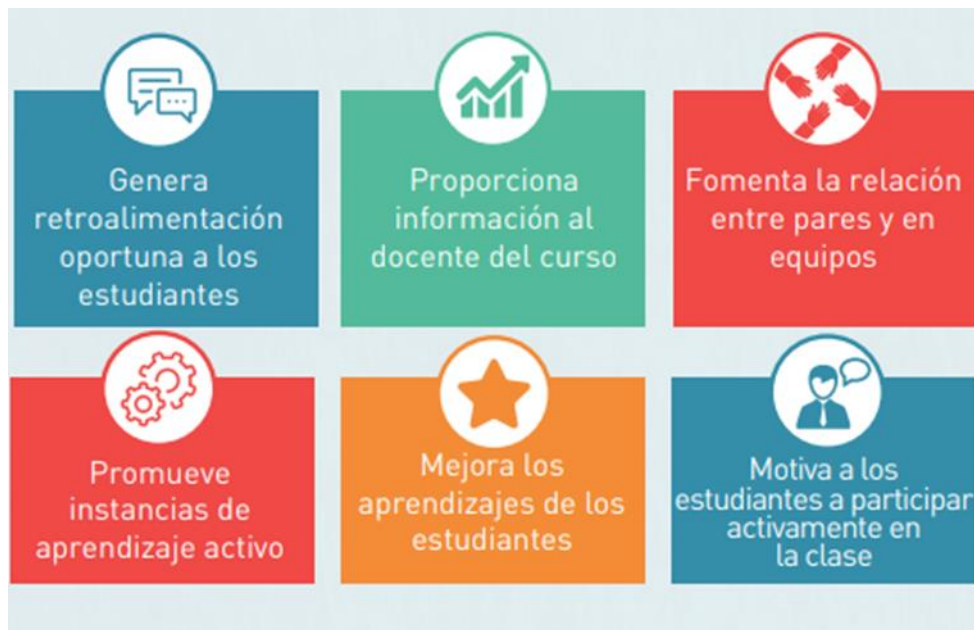 Genera
retroalimentación
oportuna a los
estudiantes
Proporciona
información al
docente del curso
Fomenta la relación
entre pares y en
equipos
Promueve
instancias de
aprendizaje activo
Mejora los
aprendizajes de los
estudiantes
Motiva a los
estudiantes a participar
activamente en
la clase